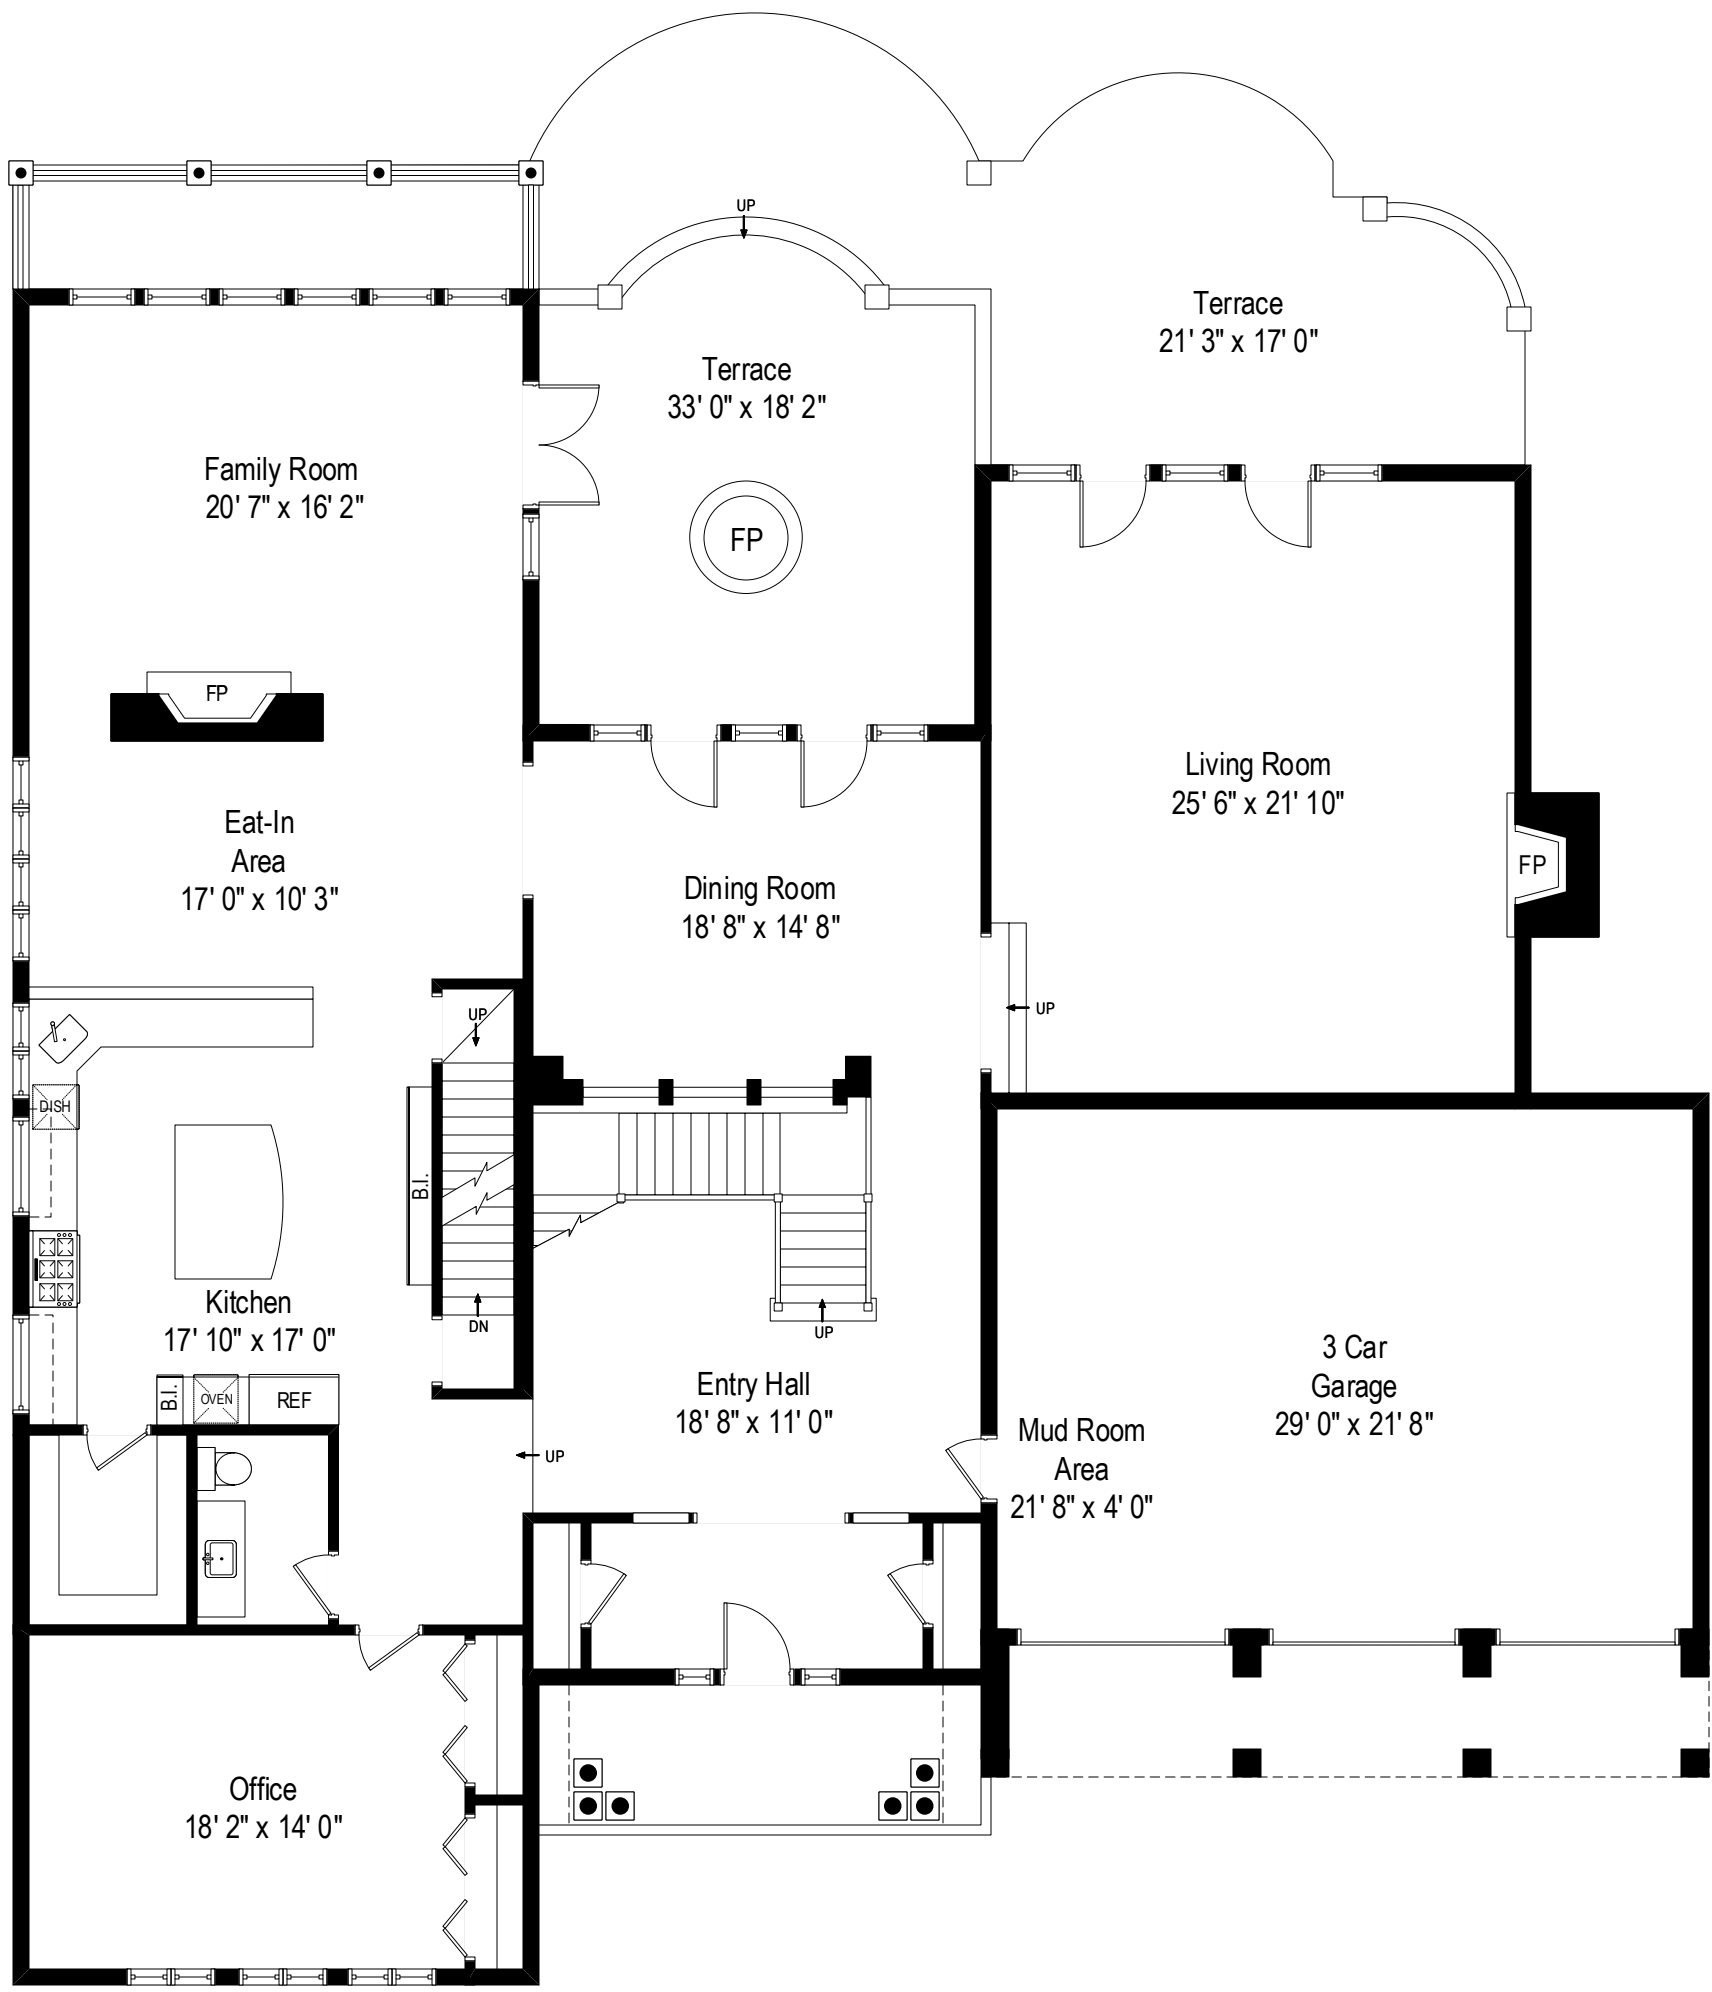 UP
Terrace
21' 3" x 17' 0"
Terrace
33' 0" x 18' 2"
Family Room
20' 7" x 16' 2"
FP
FP
Living Room
25' 6" x 21' 10"
Eat-In
Area
17' 0" x 10' 3"
FP
Dining Room
18' 8" x 14' 8"
UP
UP
DISH
B.I.
Kitchen
17' 10" x 17' 0"
DN
UP
3 Car
Garage
29' 0" x 21' 8"
B.I.
OVEN
REF
Entry Hall
18' 8" x 11' 0"
Mud Room
Area
21' 8" x 4' 0"
UP
Office
18' 2" x 14' 0"